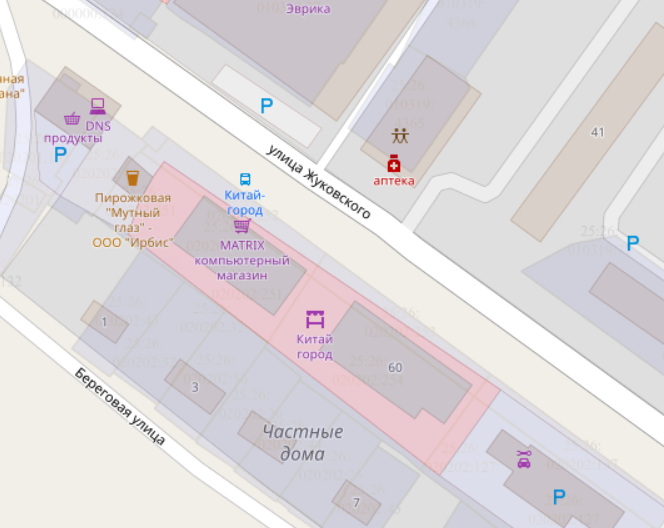 Эврика
P
DNS
продукты
P
аптека
41
улица Жуковского
Китай-
город
Пирожковая
"Мутный
глаз" -
ООО "Ирбис"
P
MATRIX
компьютерный
магазин
1
Китай
город
60
3
Береговая улица
Частные
дома
7
P